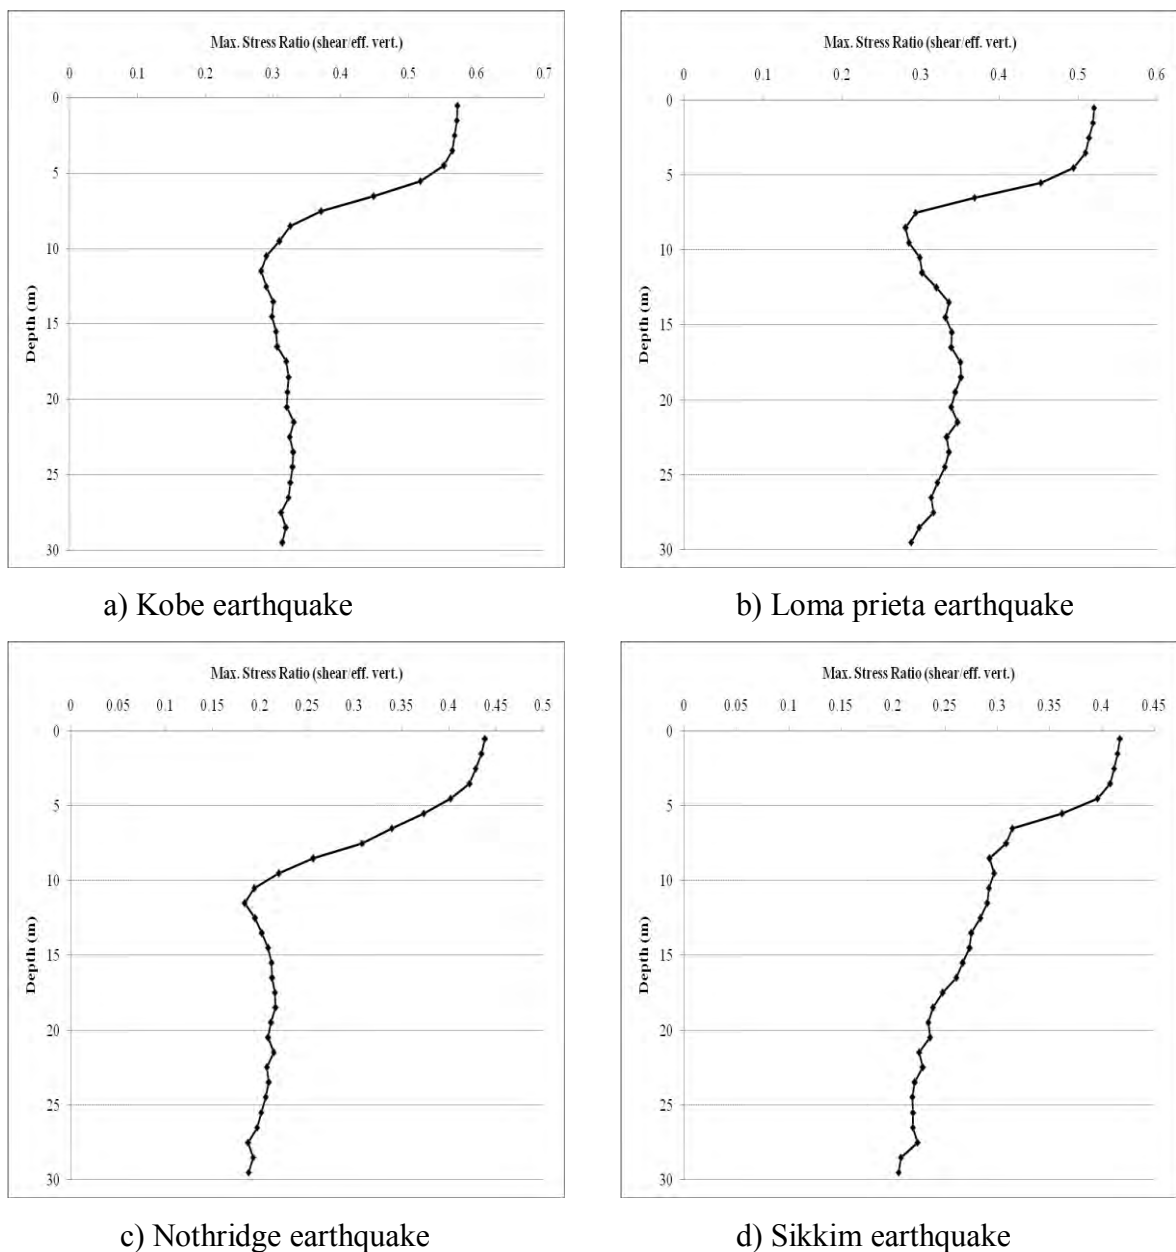 Max. Stress Ratio (shear/eff. vert.)
0 0.1 0.2 0.3 0.4 0.5 0.6 0.7
0
5
10
15
20
25
30
Depth (m)
a) Kobe earthquake
Max. Stress Ratio (shear/eff. vert.)
0 0.1 0.2 0.3 0.4 0.5 0.6
0
5
10
15
20
25
30
Depth (m)
b) Loma prieta earthquake
Max. Stress Ratio (shear/eff. vert.)
0 0.05 0.1 0.15 0.2 0.25 0.3 0.35 0.4 0.45 0.5
0
5
10
15
20
25
30
Depth (m)
c) Nothridge earthquake
Max. Stress Ratio (shear/eff. vert.)
0 0.05 0.1 0.15 0.2 0.25 0.3 0.35 0.4 0.45
0
5
10
15
20
25
30
Depth (m)
d) Sikkim earthquake